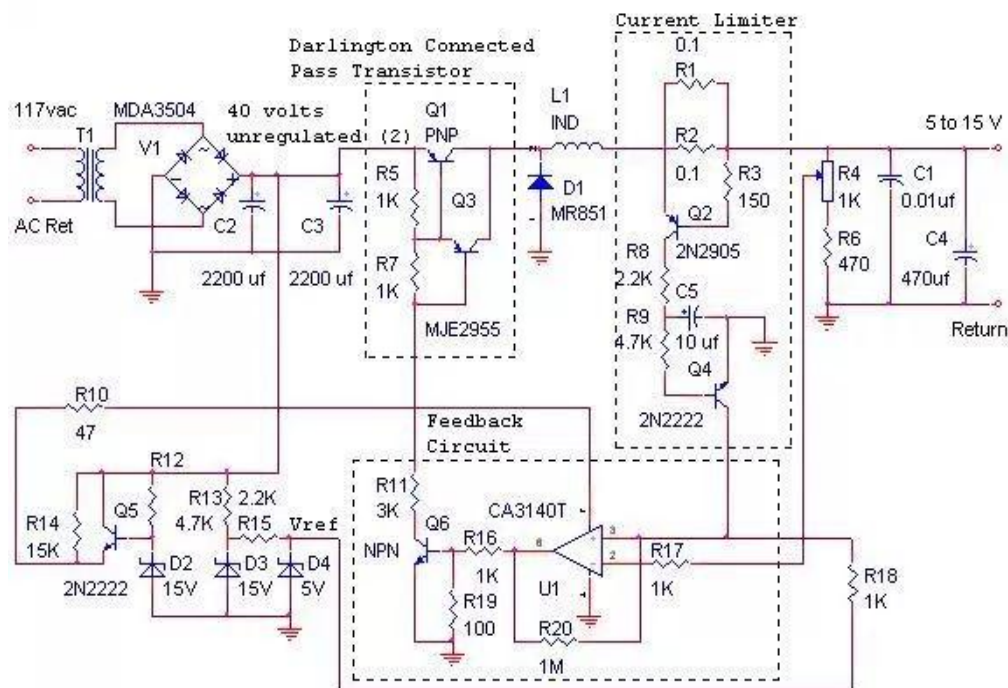 Current Limiter
0.1
R1
Darlington Connected
Pass Transistor
L1
IND
117vac
MDA3504
40 volts
unregulated (2)
Q1
PNP
T1
V1
R2
0.1
5 to 15 V
R5
1K
Q3
D1
MR851
R3
150
R4
1K
C1
0.01uf
Q2
2N2905
AC Ret
C2
C3
R7
1K
R8
2.2K
R6
470
C4
470uf
2200 uf
2200 uf
MJE2955
C5
R9
4.7K
10 uf
Return
Q4
R10
47
2N2222
Feedback
Circuit
R12
R11
3K
CA3140T
R13
2.2K
4.7K
R14
15K
Q5
R15
Vref
Q6
NPN
R16
1K
6
3
2
R17
1K
R18
1K
2N2222
D2
15V
D3
15V
D4
5V
U1
R19
100
R20
1M